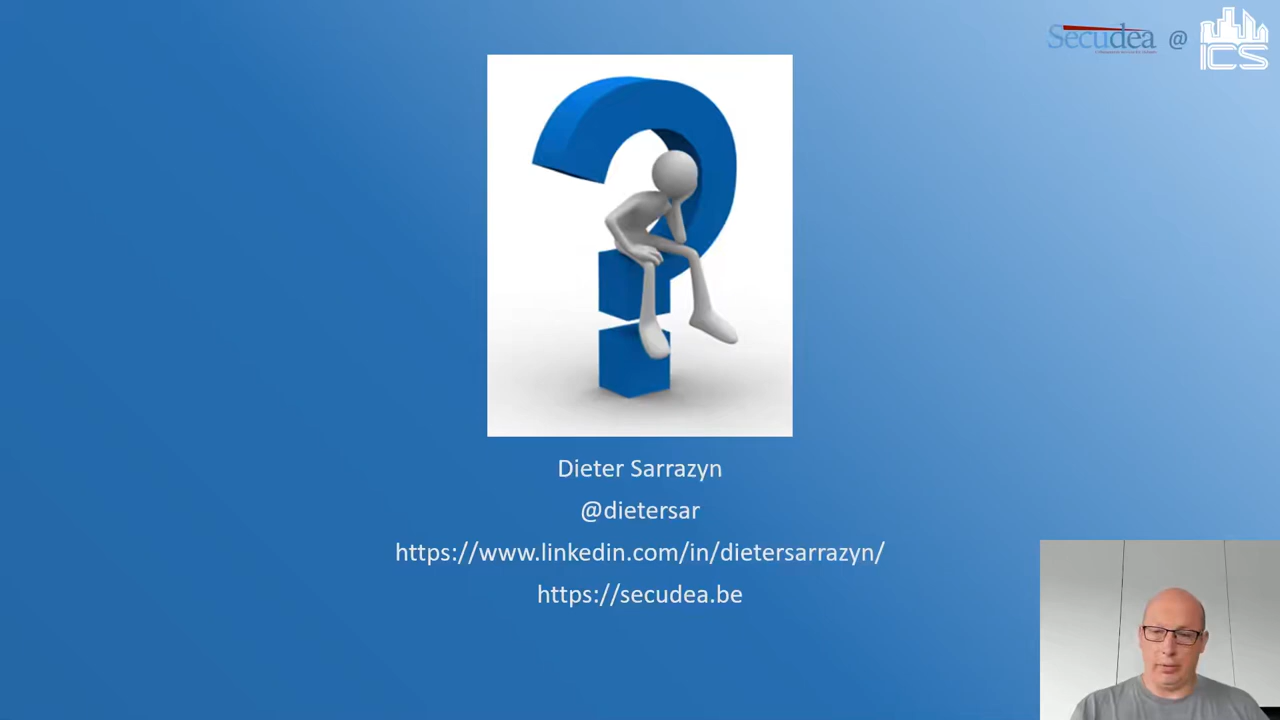 Secudea @ ICS
Dieter Sarrazyn
@dietersar
https://www.linkedin.com/in/dietersarrazyn/
https://secudea.be